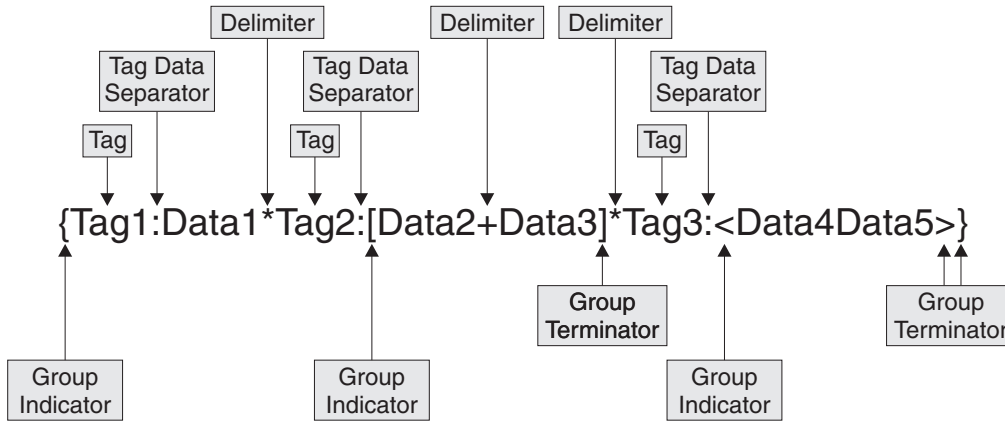 Delimiter
Delimiter
Delimiter
Tag Data
Separator
Tag Data
Separator
Tag Data
Separator
Tag
Tag
Tag
{Tag1:Data1*Tag2:[Data2+Data3]*Tag3:<Data4Data5>}
Group
Terminator
Group
Terminator
Group
Indicator
Group
Indicator
Group
Indicator